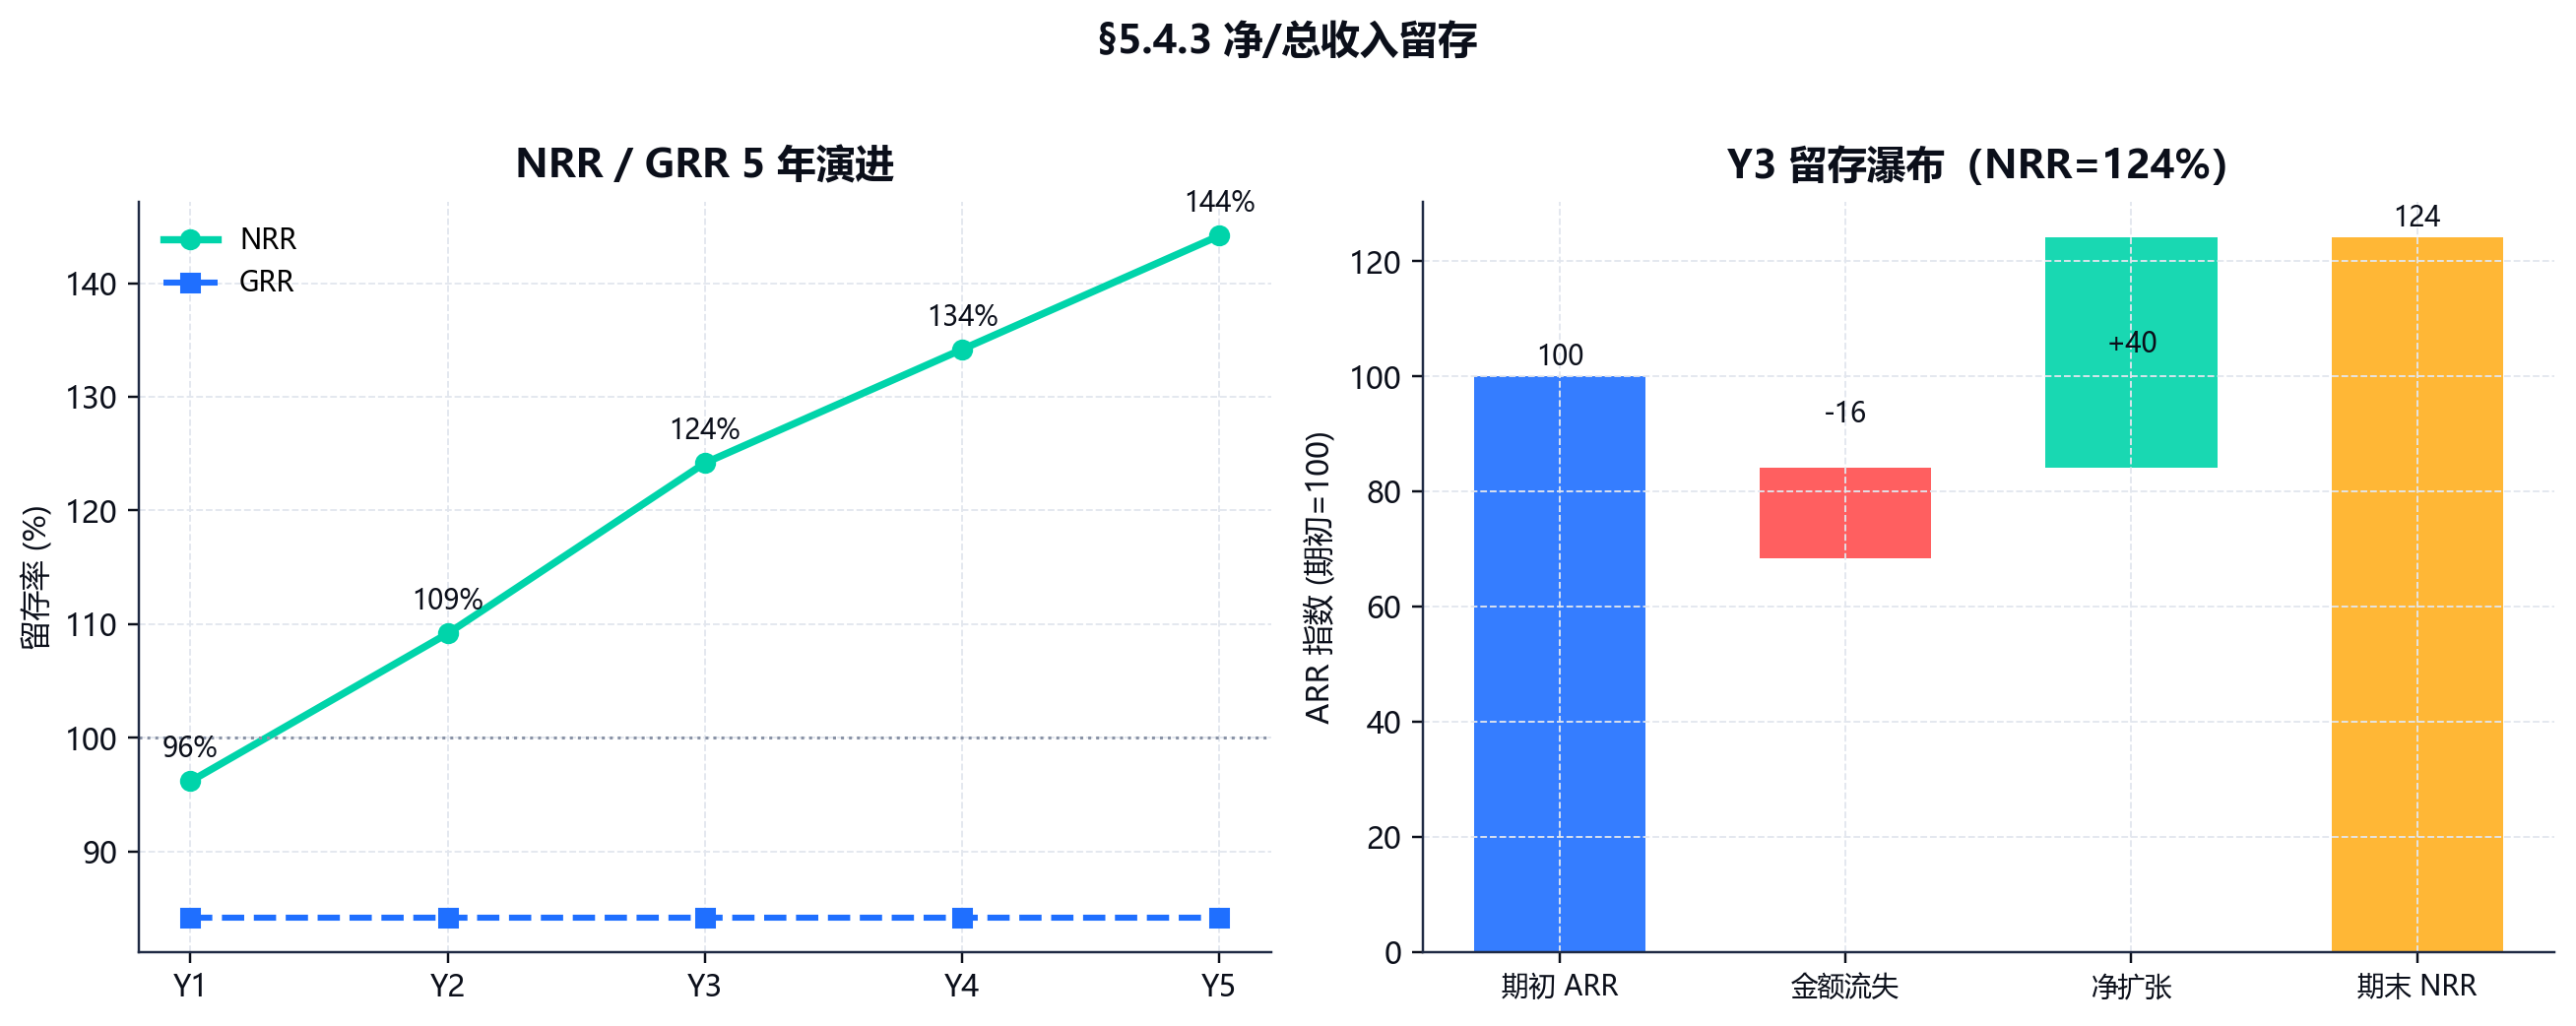 §5.4.3 净/总收入留存
NRR / GRR 5 年演进
留存率 (%)
140
130
120
110
100
90
NRR
GRR
96%
109%
124%
134%
144%
Y1
Y2
Y3
Y4
Y5
Y3 留存瀑布（NRR=124%）
ARR 指数 (期初=100)
120
100
80
60
40
20
0
100
-16
+40
124
期初 ARR
金额流失
净扩张
期末 NRR